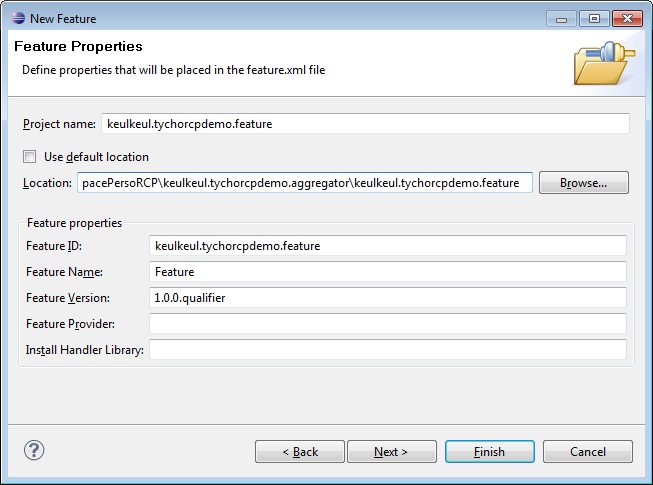 New Feature
Feature Properties
Define properties that will be placed in the feature.xml file
Project name: keulkeul.tychorcpdemo.feature
Use default location
Location: pacePersoRCP\keulkeul.tychorcpdemo.aggregator\keulkeul.tychorcpdemo.feature Browse...
Feature properties
Feature ID: keulkeul.tychorcpdemo.feature
Feature Name: Feature
Feature Version: 1.0.0.qualifier
Feature Provider:
Install Handler Library:
? < Back Next > Finish Cancel